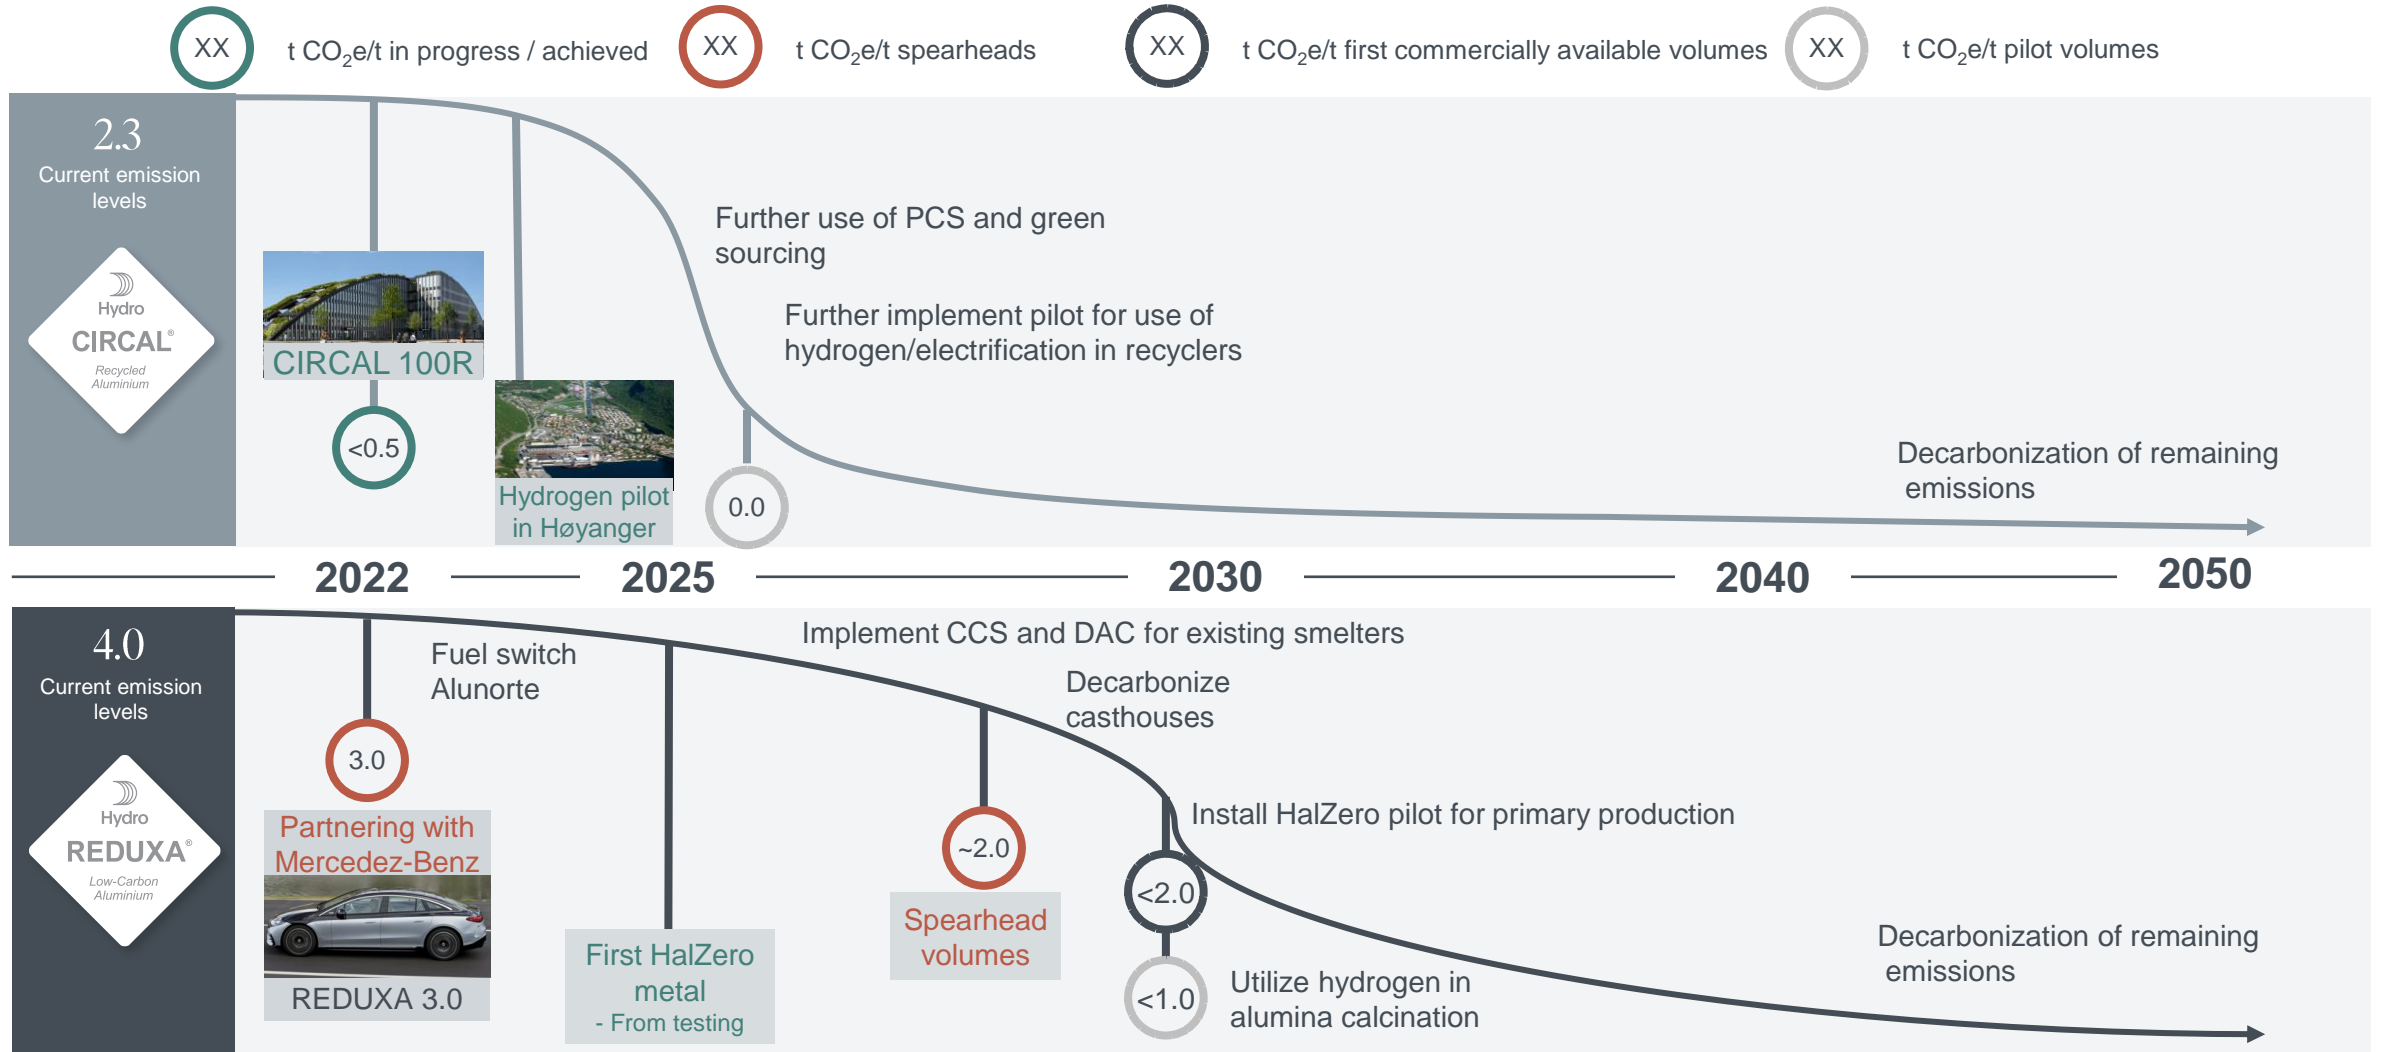 XX
t CO₂e/t in progress / achieved
XX
t CO₂e/t spearheads
XX
t CO₂e/t first commercially available volumes
XX
t CO₂e/t pilot volumes
2.3
Current emission
levels
Hydro
CIRCAL®
Recycled
Aluminium
CIRCAL 100R
<0.5
Hydrogen pilot
in Høyanger
0.0
Further use of PCS and green
sourcing
Further implement pilot for use of
hydrogen/electrification in recyclers
Decarbonization of remaining
emissions
2022
2025
2030
2040
2050
4.0
Current emission
levels
Hydro
REDUXA®
Low-Carbon
Aluminium
Fuel switch
Alunorte
3.0
Partnering with
Mercedez-Benz
REDUXA 3.0
First HalZero
metal
- From testing
Implement CCS and DAC for existing smelters
Decarbonize
casthouses
~2.0
Spearhead
volumes
Install HalZero pilot for primary production
<2.0
<1.0
Utilize hydrogen in
alumina calcination
Decarbonization of remaining
emissions